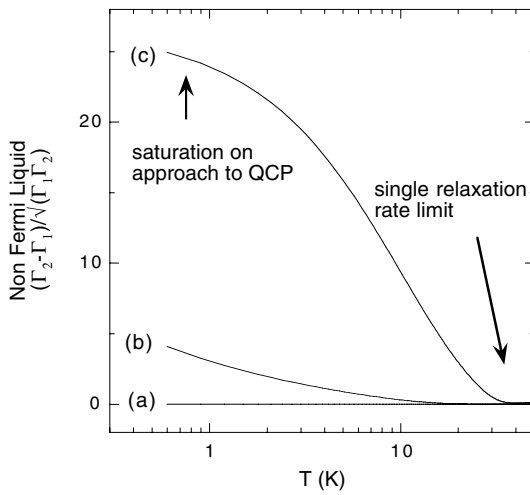 Non Fermi Liquid
(Γ₂-Γ₁)/√(Γ₁Γ₂)
20
10
0
(c)
(b)
(a)
saturation on
approach to QCP
single relaxation
rate limit
1
10
T (K)